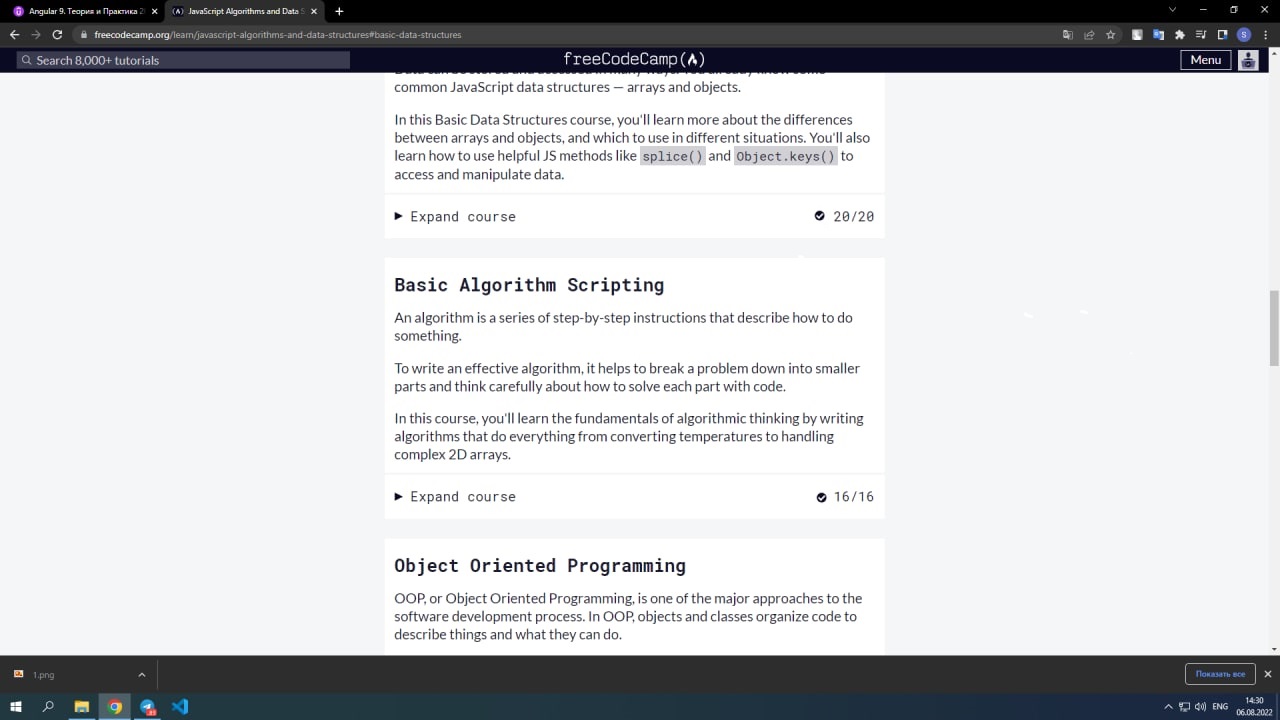 Angular 9. Теория и Практика 2
JavaScript Algorithms and Data S
freecodecamp.org/learn/javascript-algorithms-and-data-structures#basic-data-structures
S
Search 8,000+ tutorials
freeCodeCamp
Menu
common JavaScript data structures — arrays and objects.
In this Basic Data Structures course, you'll learn more about the differences
between arrays and objects, and which to use in different situations. You'll also
learn how to use helpful JS methods like splice() and Object.keys() to
access and manipulate data.
Expand course
20/20
Basic Algorithm Scripting
An algorithm is a series of step-by-step instructions that describe how to do
something.
To write an effective algorithm, it helps to break a problem down into smaller
parts and think carefully about how to solve each part with code.
In this course, you'll learn the fundamentals of algorithmic thinking by writing
algorithms that do everything from converting temperatures to handling
complex 2D arrays.
Expand course
16/16
Object Oriented Programming
OOP, or Object Oriented Programming, is one of the major approaches to the
software development process. In OOP, objects and classes organize code to
describe things and what they can do.
1.png
Показать все
ENG
14:30
06.08.2022